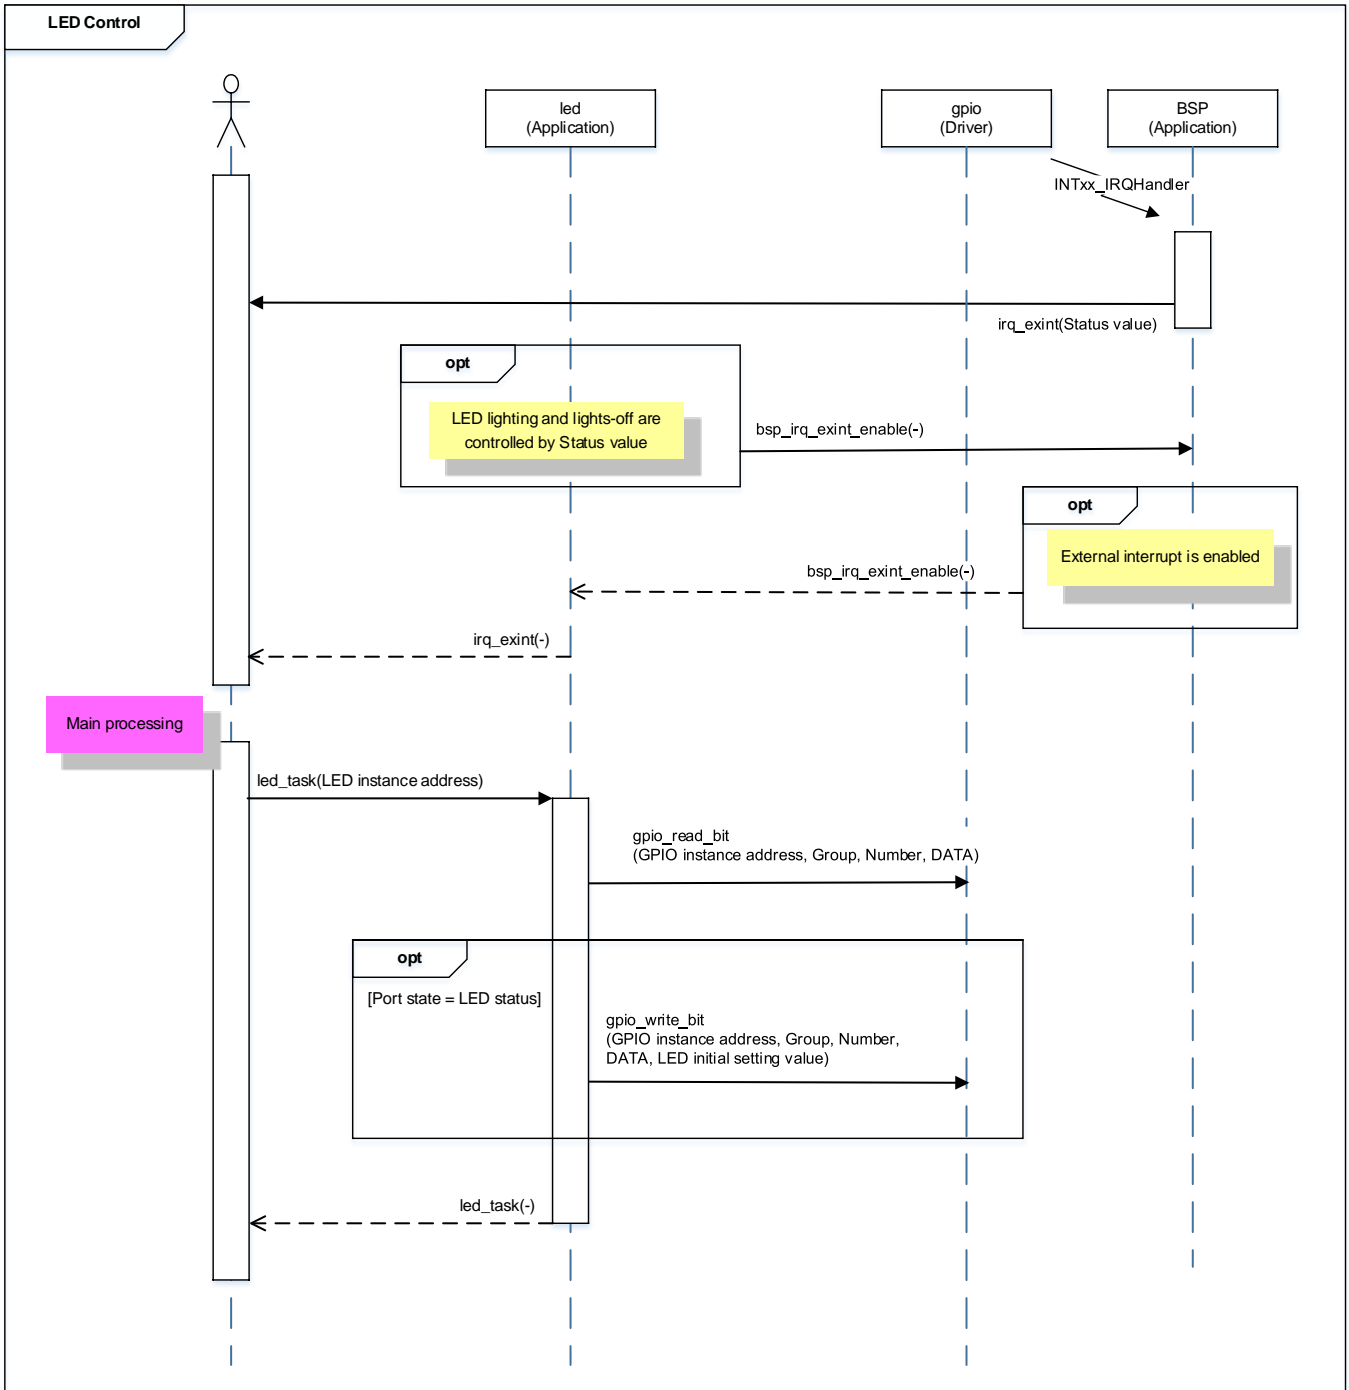 LED Control
led
(Application)
gpio
(Driver)
BSP
(Application)
INTxx_IRQHandler
irq_exint(Status value)
opt
LED lighting and lights-off are
controlled by Status value
bsp_irq_exint_enable(-)
opt
External interrupt is enabled
bsp_irq_exint_enable(-)
irq_exint(-)
Main processing
led_task(LED instance address)
gpio_read_bit
(GPIO instance address, Group, Number, DATA)
opt
[Port state = LED status]
gpio_write_bit
(GPIO instance address, Group, Number,
DATA, LED initial setting value)
led_task(-)